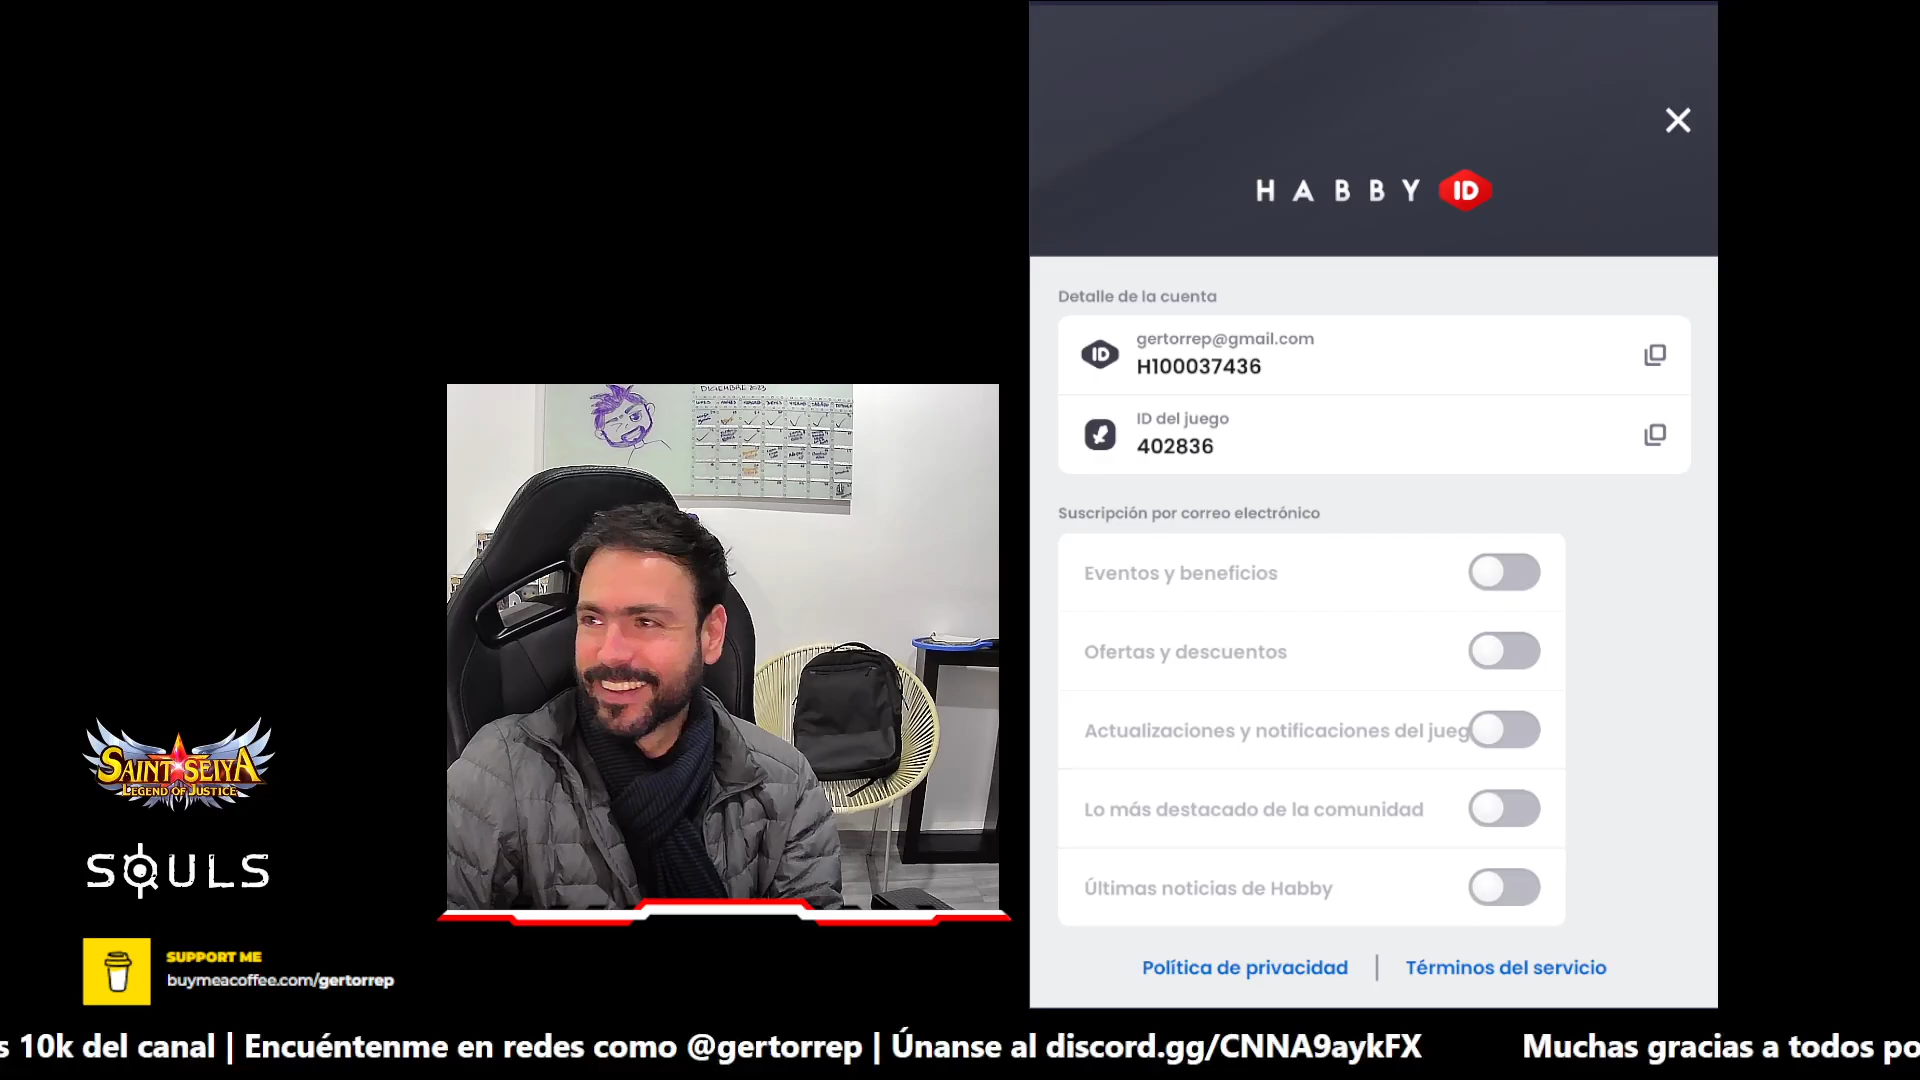 HABBY ID
Detalle de la cuenta
ID
gertorrep@gmail.com
H100037436
ID del juego
402836
Suscripción por correo electrónico
Eventos y beneficios
Ofertas y descuentos
Actualizaciones y notificaciones del jueg
Lo más destacado de la comunidad
Últimas noticias de Habby
Política de privacidad | Términos del servicio
DICIEMBRE 2023
SAINT SEIYA
LEGEND OF JUSTICE
SOULS
SUPPORT ME
buymeacoffee.com/gertorrep
s 10k del canal | Encuéntenme en redes como @gertorrep | Únanse al discord.gg/CNNA9aykFX
Muchas gracias a todos po